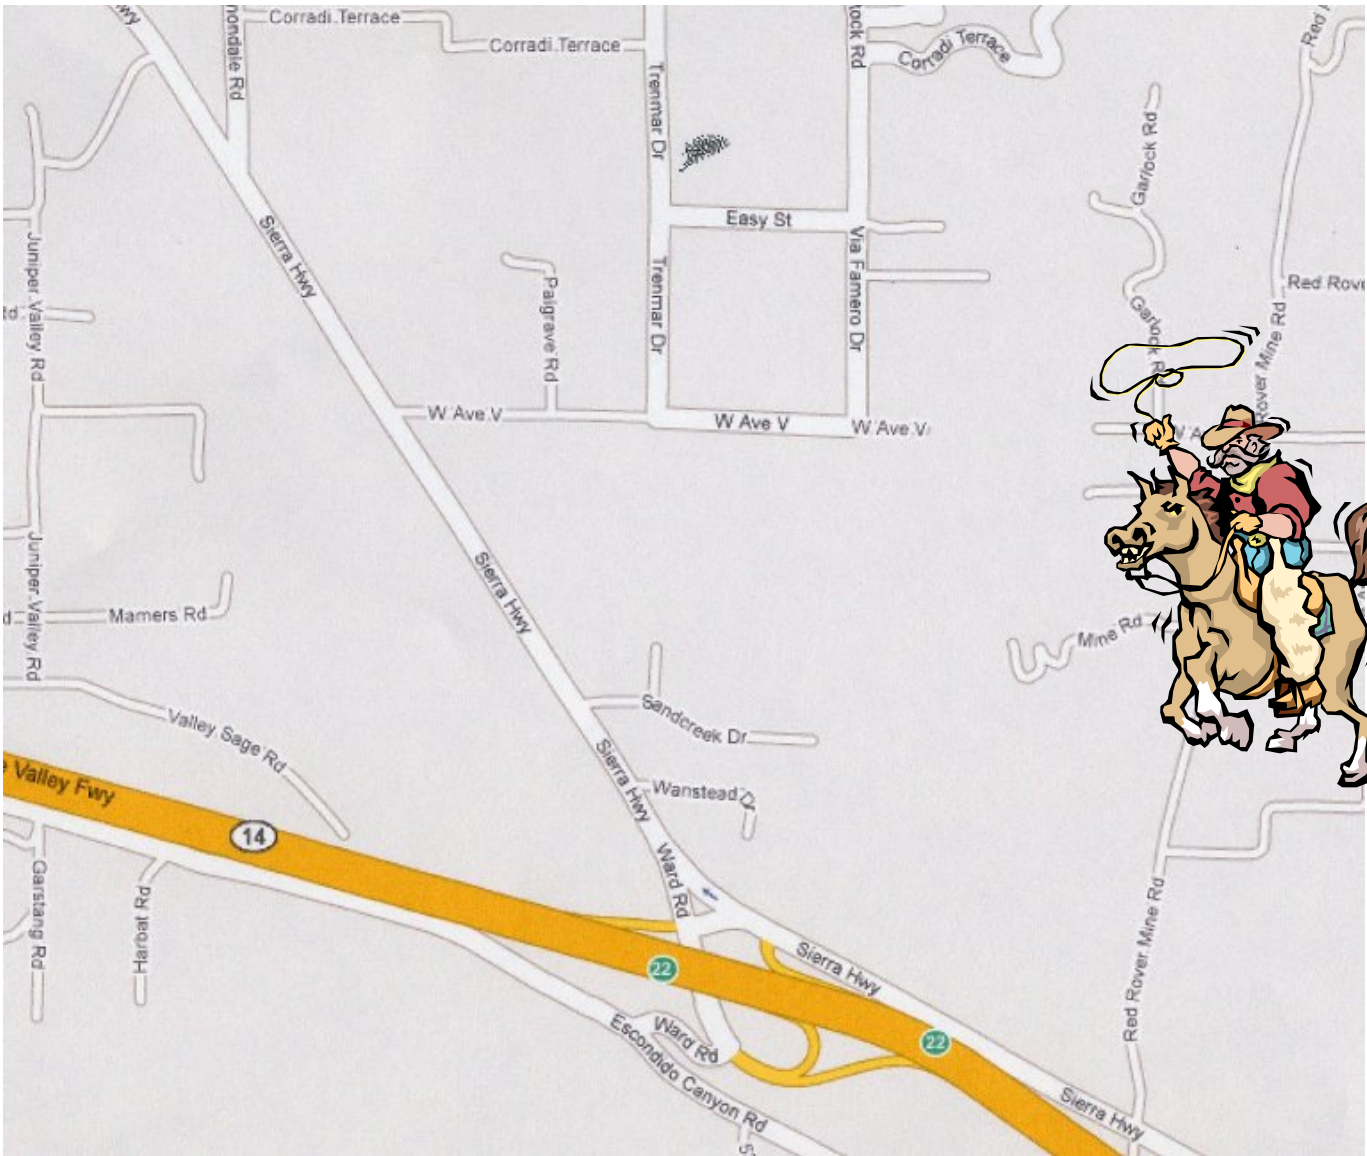 wy
Corradi Terrace
Corradi Terrace
Corradi Terrace
Trenmar Dr
Garlock Rd
Easy St
Sierra Hwy
Juniper Valley Rd
Via Famero Dr
Trenmar Dr
Palgrave Rd
Garlock Rd
Rover Mine Rd
W Ave V
W Ave V
W Ave V
Sierra Hwy
Juniper Valley Rd
Mamers Rd
Mine Rd
Valley Sage Rd
Sandcreek Dr
Sierra Hwy
Wanstead Dr
Valley Fwy
14
Ward Rd
Garstang Rd
Harbat Rd
Red Rover Mine Rd
Sierra Hwy
22
22
Ward Rd
Escondido Canyon Rd
Sierra Hwy